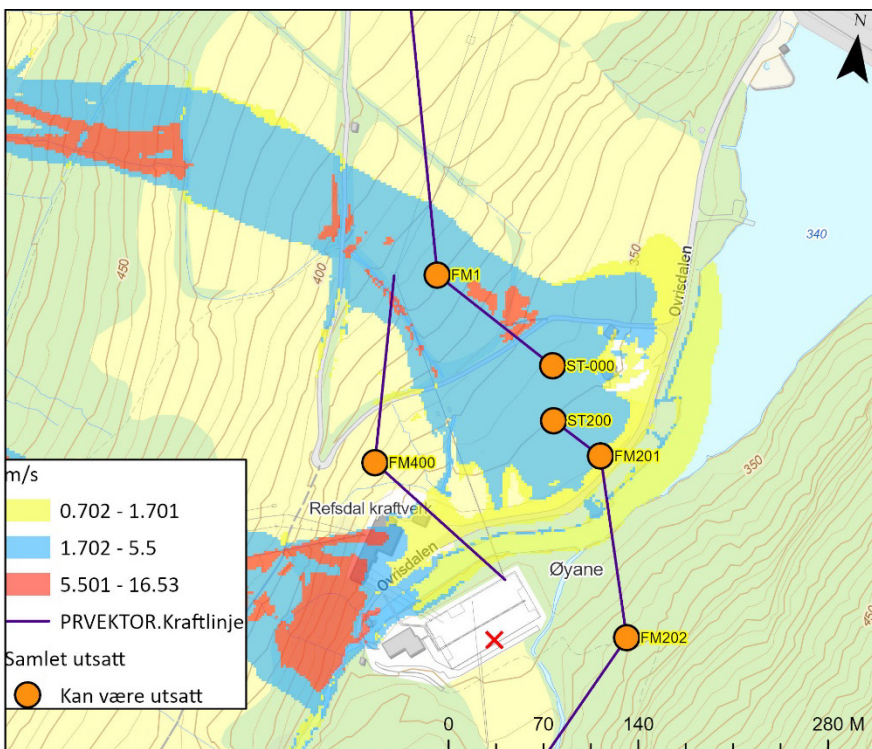 N
340
450
400
350
Ovrisdalen
FM1
ST-000
ST200
FM201
FM400
350
Refsdal kraftverk
Ovrisdalen
Øyane
FM202
450
m/s
0.702 - 1.701
1.702 - 5.5
5.501 - 16.53
PRVEKTOR.Kraftlinje
Samlet utsatt
Kan være utsatt
0 70 140 280 M